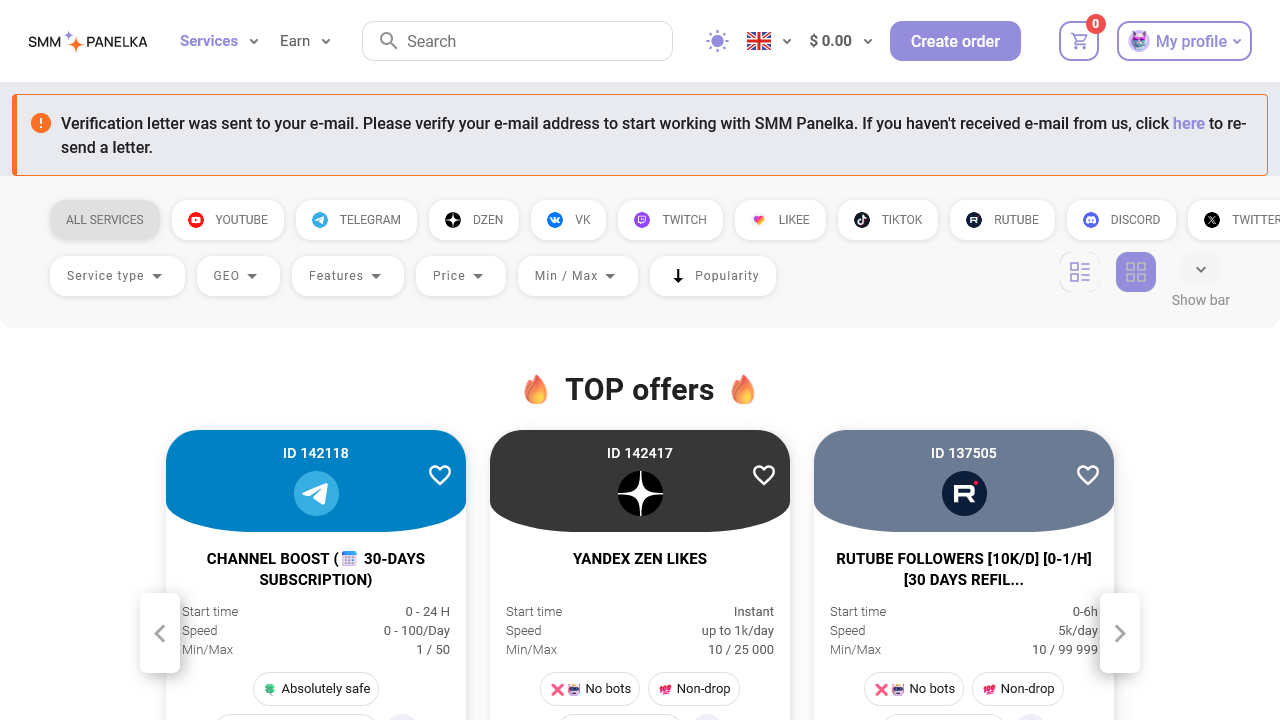 SMM PANELKA Services Earn Search $ 0.00 Create order 0 My profile
Verification letter was sent to your e-mail. Please verify your e-mail address to start working with SMM Panelka. If you haven't received e-mail from us, click here to re-
send a letter.
ALL SERVICES YOUTUBE TELEGRAM DZEN VK TWITCH LIKEE TIKTOK RUTUBE DISCORD TWITTER
Service type GEO Features Price Min / Max Popularity
Show bar
TOP offers
ID 142118
CHANNEL BOOST ( 30-DAYS
SUBSCRIPTION)
Start time 0 - 24 H
Speed 0 - 100/Day
Min/Max 1 / 50
Absolutely safe
ID 142417
YANDEX ZEN LIKES
Start time Instant
Speed up to 1k/day
Min/Max 10 / 25 000
No bots Non-drop
ID 137505
RUTUBE FOLLOWERS [10K/D] [0-1/H]
[30 DAYS REFIL...
Start time 0-6h
Speed 5k/day
Min/Max 10 / 99 999
No bots Non-drop